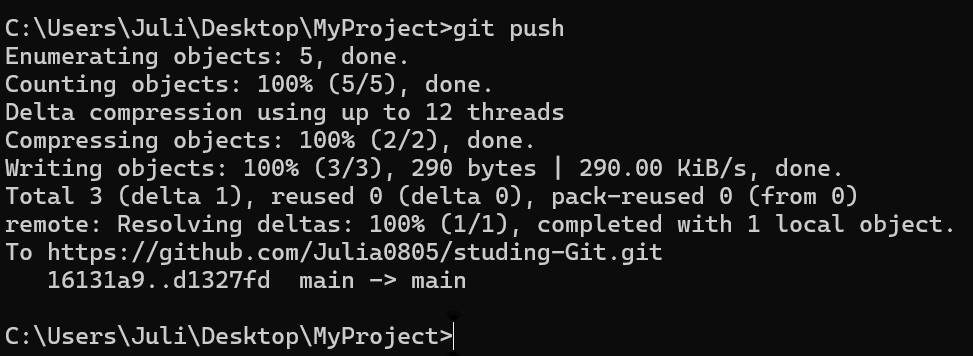 C:\Users\Juli\Desktop\MyProject>git push
Enumerating objects: 5, done.
Counting objects: 100% (5/5), done.
Delta compression using up to 12 threads
Compressing objects: 100% (2/2), done.
Writing objects: 100% (3/3), 290 bytes | 290.00 KiB/s, done.
Total 3 (delta 1), reused 0 (delta 0), pack-reused 0 (from 0)
remote: Resolving deltas: 100% (1/1), completed with 1 local object.
To https://github.com/Julia0805/studing-Git.git
   16131a9..d1327fd  main -> main
C:\Users\Juli\Desktop\MyProject>